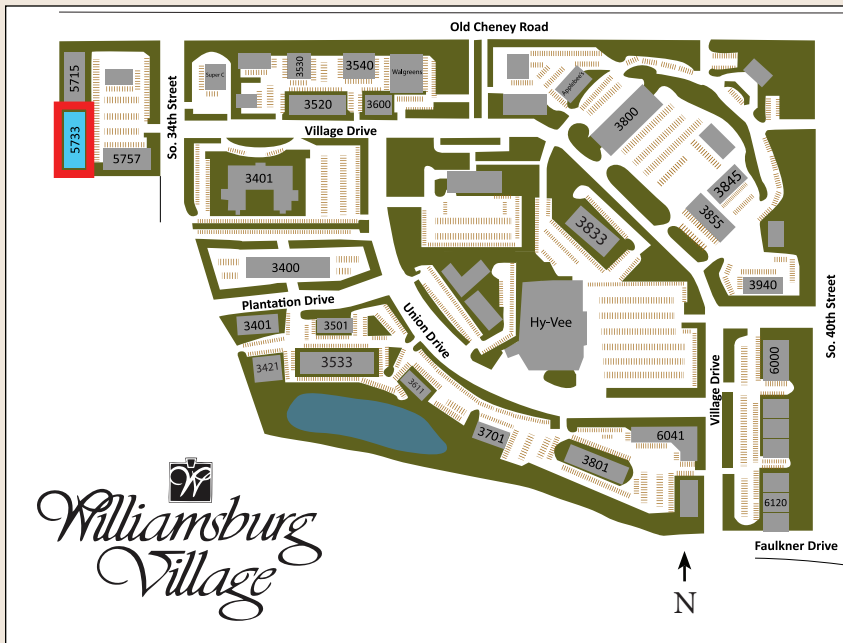 Old Cheney Road
5715
So. 34th Street
Super C
3530
3540
Walgreens
Applebee's
3520
3600
3800
5733
5757
Village Drive
3401
3845
3855
3833
3400
3940
Plantation Drive
Union Drive
So. 40th Street
Hy-Vee
3401
3501
3421
3533
3611
6000
Village Drive
3701
6041
3801
6120
W
Williamsburg
Village
Faulkner Drive
N